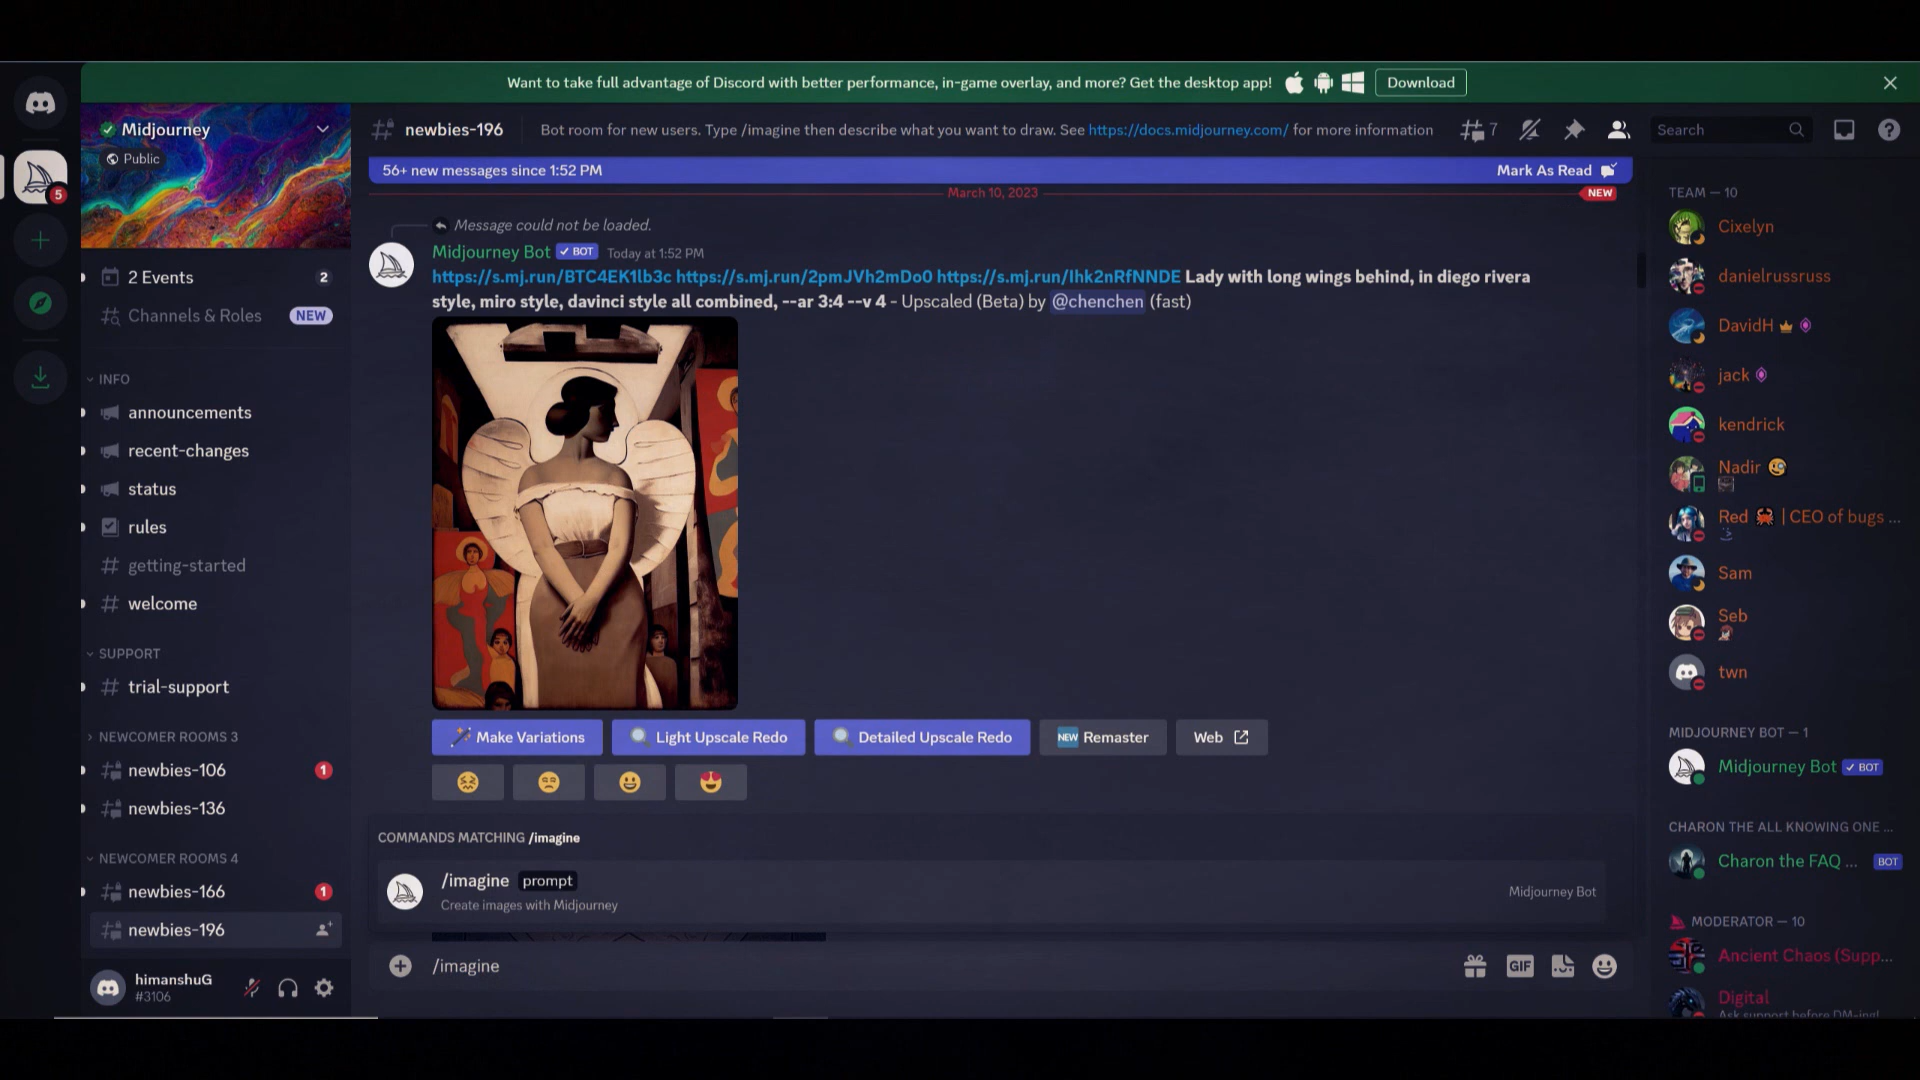 Want to take full advantage of Discord with better performance, in-game overlay, and more? Get the desktop app! Download
Midjourney
Public
5
2 Events 2
Channels & Roles NEW
INFO
announcements
recent-changes
status
rules
getting-started
welcome
SUPPORT
trial-support
NEWCOMER ROOMS 3
newbies-106 1
newbies-136
NEWCOMER ROOMS 4
newbies-166 1
newbies-196
himanshuG
#3106
newbies-196 Bot room for new users. Type /imagine then describe what you want to draw. See https://docs.midjourney.com/ for more information 7 Search
56+ new messages since 1:52 PM Mark As Read
March 10, 2023 NEW
Message could not be loaded.
Midjourney Bot BOT Today at 1:52 PM
https://s.mj.run/BTC4EK1lb3c https://s.mj.run/2pmJVh2mDo0 https://s.mj.run/Ihk2nRfNNDE Lady with long wings behind, in diego rivera
style, miro style, davinci style all combined, --ar 3:4 --v 4 - Upscaled (Beta) by @chenchen (fast)
Make Variations Light Upscale Redo Detailed Upscale Redo NEW Remaster Web
COMMANDS MATCHING /imagine
/imagine prompt
Create images with Midjourney
Midjourney Bot
/imagine GIF
TEAM — 10
Cixelyn
danielrussruss
DavidH
jack
kendrick
Nadir
Red | CEO of bugs ...
Sam
Seb
twn
MIDJOURNEY BOT — 1
Midjourney Bot BOT
CHARON THE ALL KNOWING ONE ...
Charon the FAQ ... BOT
MODERATOR — 10
Ancient Chaos (Supp...
Digital
Ask support before DM-ing!